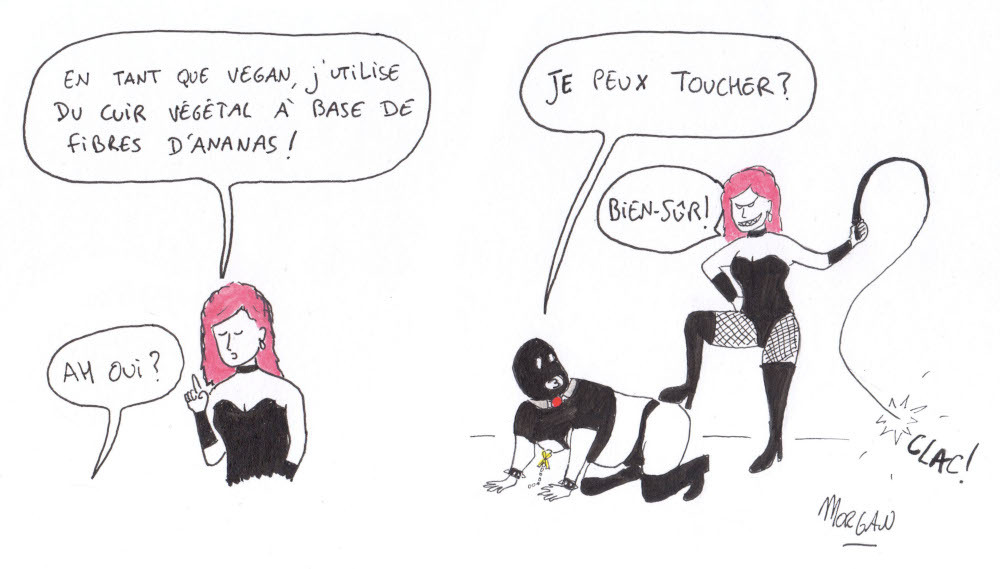 EN TANT QUE VEGAN, J'UTILISE
DU CUIR VÉGÉTAL À BASE DE
FIBRES D'ANANAS !
AH OUI ?
JE PEUX TOUCHER ?
BIEN-SÛR !
CLAC !
MORGAN